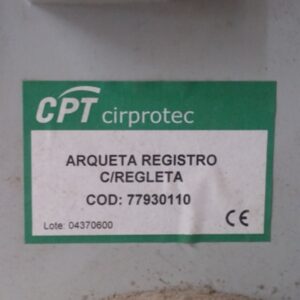 CPT cirprotec
ARQUETA REGISTRO
C/REGLETA
COD: 77930110
Lote: 04370600
CE